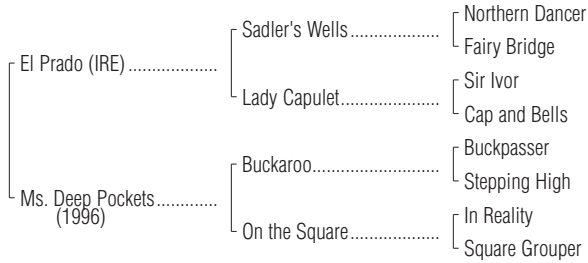 Northern Dancer
Sadler's Wells....................
Fairy Bridge
El Prado (IRE)....................
Sir Ivor
Lady Capulet......................
Cap and Bells
Buckpasser
Buckaroo............................
Stepping High
Ms. Deep Pockets.............
(1996)
In Reality
On the Square....................
Square Grouper